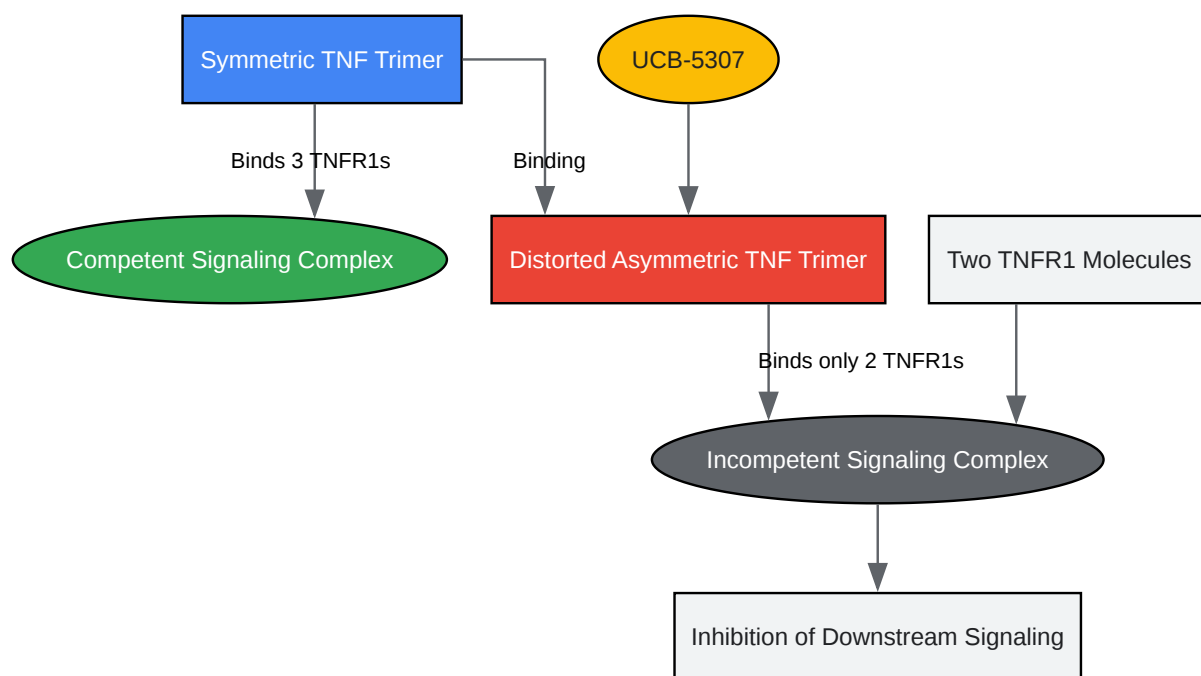 Symmetric TNF Trimer
UCB-5307
Binds 3 TNFR1s
Binding
Competent Signaling Complex
Distorted Asymmetric TNF Trimer
Two TNFR1 Molecules
Binds only 2 TNFR1s
Incompetent Signaling Complex
Inhibition of Downstream Signaling